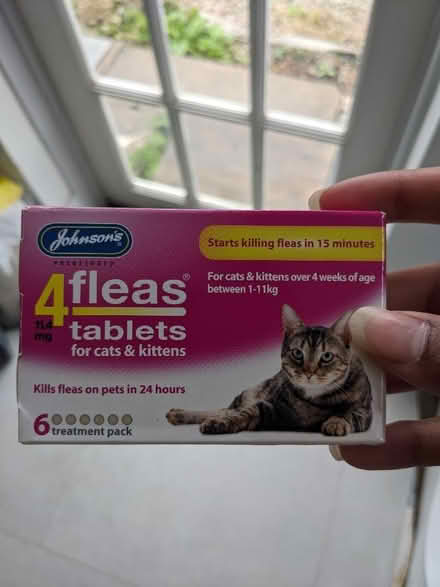 Johnson's
veterinary
Starts killing fleas in 15 minutes
4fleas®
tablets
11.4
mg
for cats & kittens
For cats & kittens over 4 weeks of age
between 1-11kg
Kills fleas on pets in 24 hours
6
treatment pack